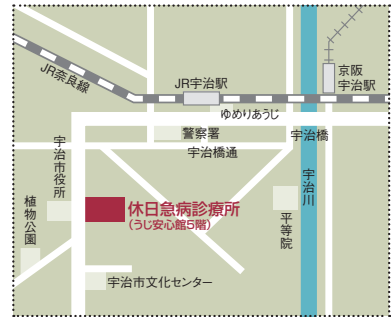 JR奈良線
JR宇治駅
京阪
宇治駅
ゆめりあうじ
警察署
宇治橋
宇治橋通
宇治市役所
宇治川
植物公園
休日急病診療所
(うじ安心館5階)
平等院
宇治市文化センター